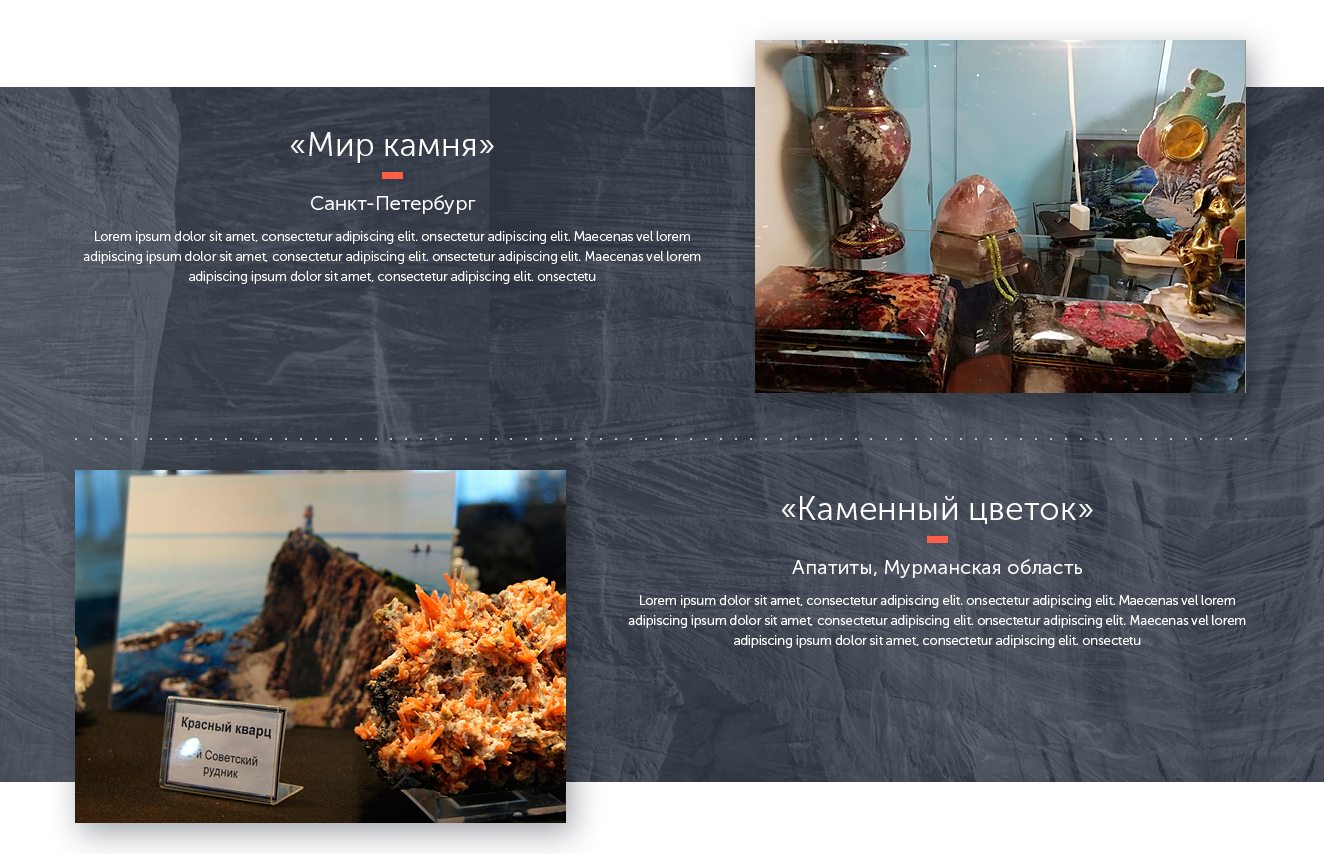 «Мир камня»
Санкт-Петербург
Lorem ipsum dolor sit amet, consectetur adipiscing elit. onsectetur adipiscing elit. Maecenas vel lorem
adipiscing ipsum dolor sit amet, consectetur adipiscing elit. onsectetur adipiscing elit. Maecenas vel lorem
adipiscing ipsum dolor sit amet, consectetur adipiscing elit. onsectetu
«Каменный цветок»
Апатиты, Мурманская область
Lorem ipsum dolor sit amet, consectetur adipiscing elit. onsectetur adipiscing elit. Maecenas vel lorem
adipiscing ipsum dolor sit amet, consectetur adipiscing elit. onsectetur adipiscing elit. Maecenas vel lorem
adipiscing ipsum dolor sit amet, consectetur adipiscing elit. onsectetu
Красный кварц
Советский
рудник